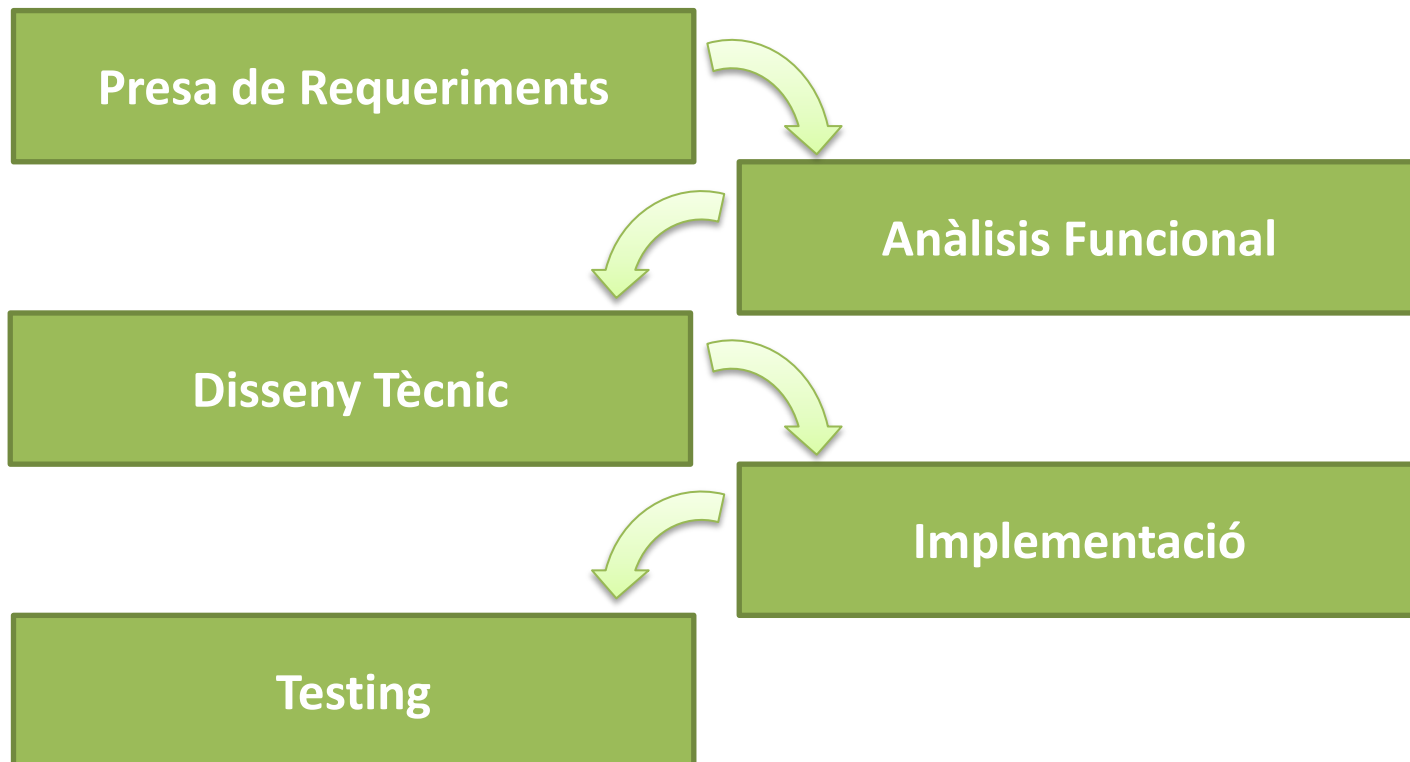 Presa de Requeriments
Anàlisis Funcional
Disseny Tècnic
Implementació
Testing